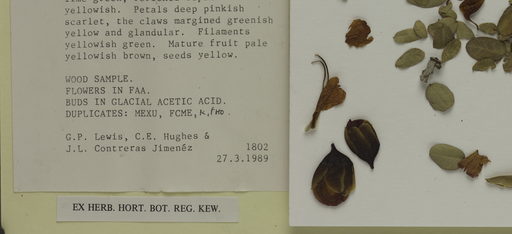 yellowish. Petals deep pinkish
scarlet, the claws margined greenish
yellow and glandular. Filaments
yellowish green. Mature fruit pale
yellowish brown, seeds yellow.
WOOD SAMPLE.
FLOWERS IN FAA.
BUDS IN GLACIAL ACETIC ACID.
DUPLICATES: MEXU, FCME, K, FHO.
G.P. Lewis, C.E. Hughes &
J.L. Contreras Jimenéz 1802
27.3.1989
EX HERB. HORT. BOT. REG. KEW.